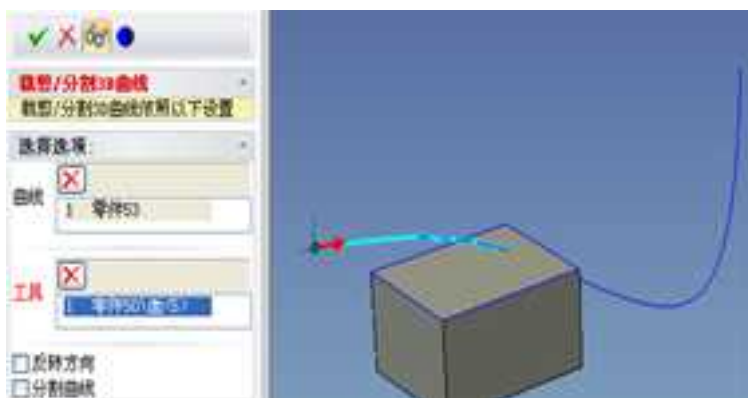 裁剪/分割3D曲线
裁剪/分割3D曲线依照以下设置
选择选项:
曲线
1 零件53
工具
1 零件50\面(5)
反转方向
分割曲线